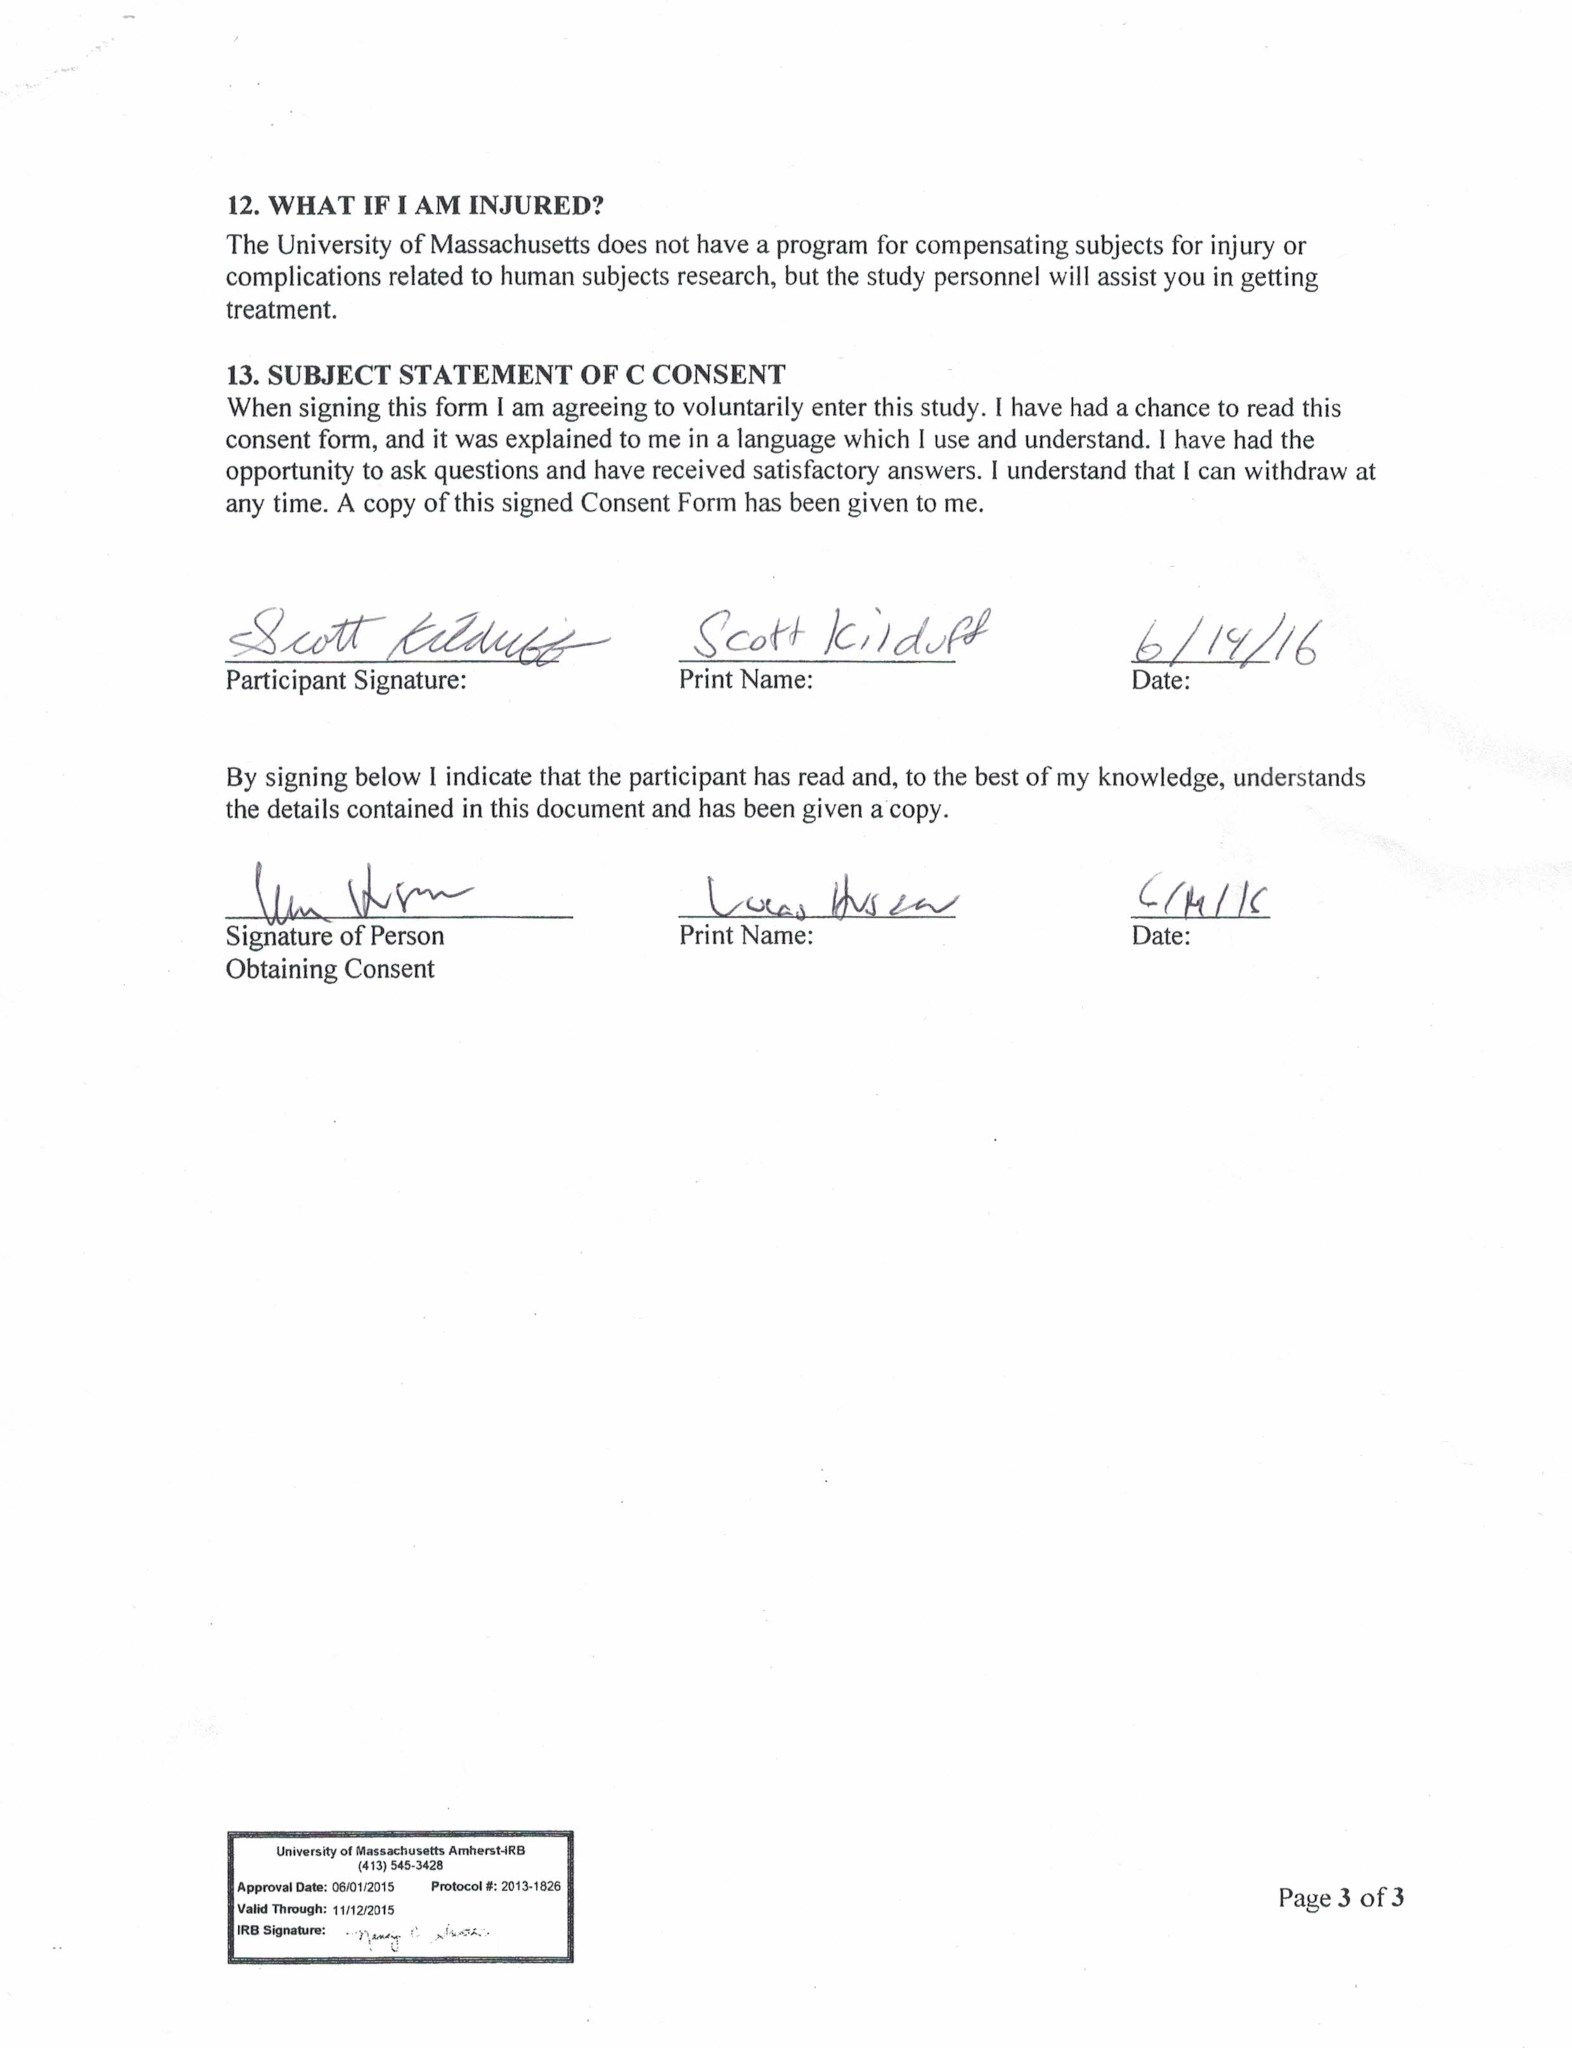 12. WHAT IF I AM INJURED?
The University of Massachusetts does not have a program for compensating subjects for injury or
complications related to human subjects research, but the study personnel will assist you in getting
treatment.
13. SUBJECT STATEMENT OF C CONSENT
When signing this form I am agreeing to voluntarily enter this study. I have had a chance to read this
consent form, and it was explained to me in a language which I use and understand. I have had the
opportunity to ask questions and have received satisfactory answers. I understand that I can withdraw at
any time. A copy of this signed Consent Form has been given to me.
Scott Kilduff Scott Kilduff 6/14/16
Participant Signature: Print Name: Date:
By signing below I indicate that the participant has read and, to the best of my knowledge, understands
the details contained in this document and has been given a copy.
Lucas
Signature of Person Print Name: Date:
Obtaining Consent
University of Massachusetts Amherst-IRB
(413) 545-3428
Approval Date: 06/01/2015 Protocol #: 2013-1826
Valid Through: 11/12/2015
IRB Signature: Nancy C
Page 3 of 3